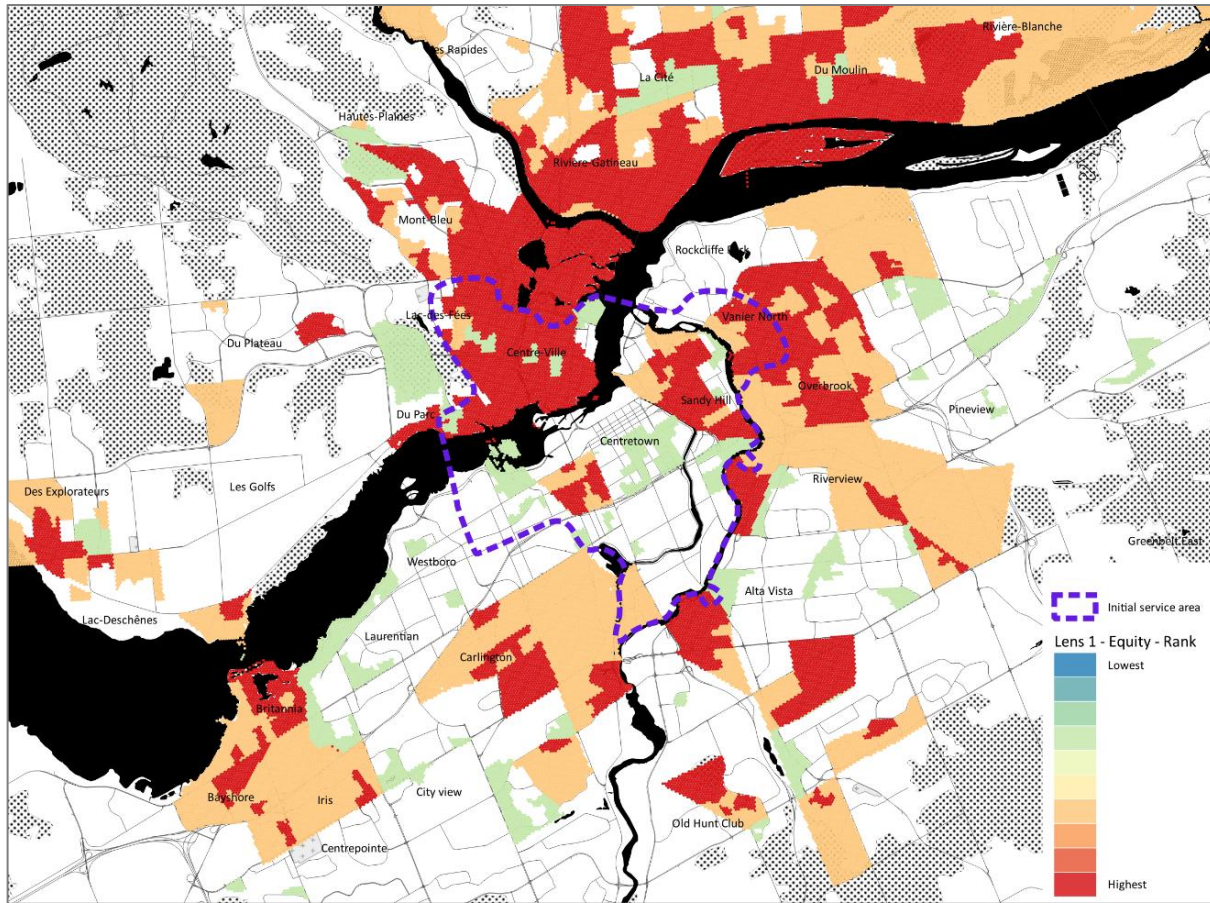 Rivière-Blanche
es Rapides
La Cité
Du Moulin
Hautes-Plaines
Rivière-Gatineau
Mont-Bleu
Rockcliffe Park
Lac-des-Fées
Vanier North
Du Plateau
Centre-Ville
Overbrook
Sandy Hill
Du Parc
Pineview
Centretown
Riverview
Les Golfs
Des Explorateurs
Greenbelt East
Westboro
Alta Vista
Lac-Deschênes
Laurentian
Carlington
Britannia
Bayshore
Iris
City view
Old Hunt Club
Centrepointe
Initial service area
Lens 1 - Equity - Rank
Lowest
Highest